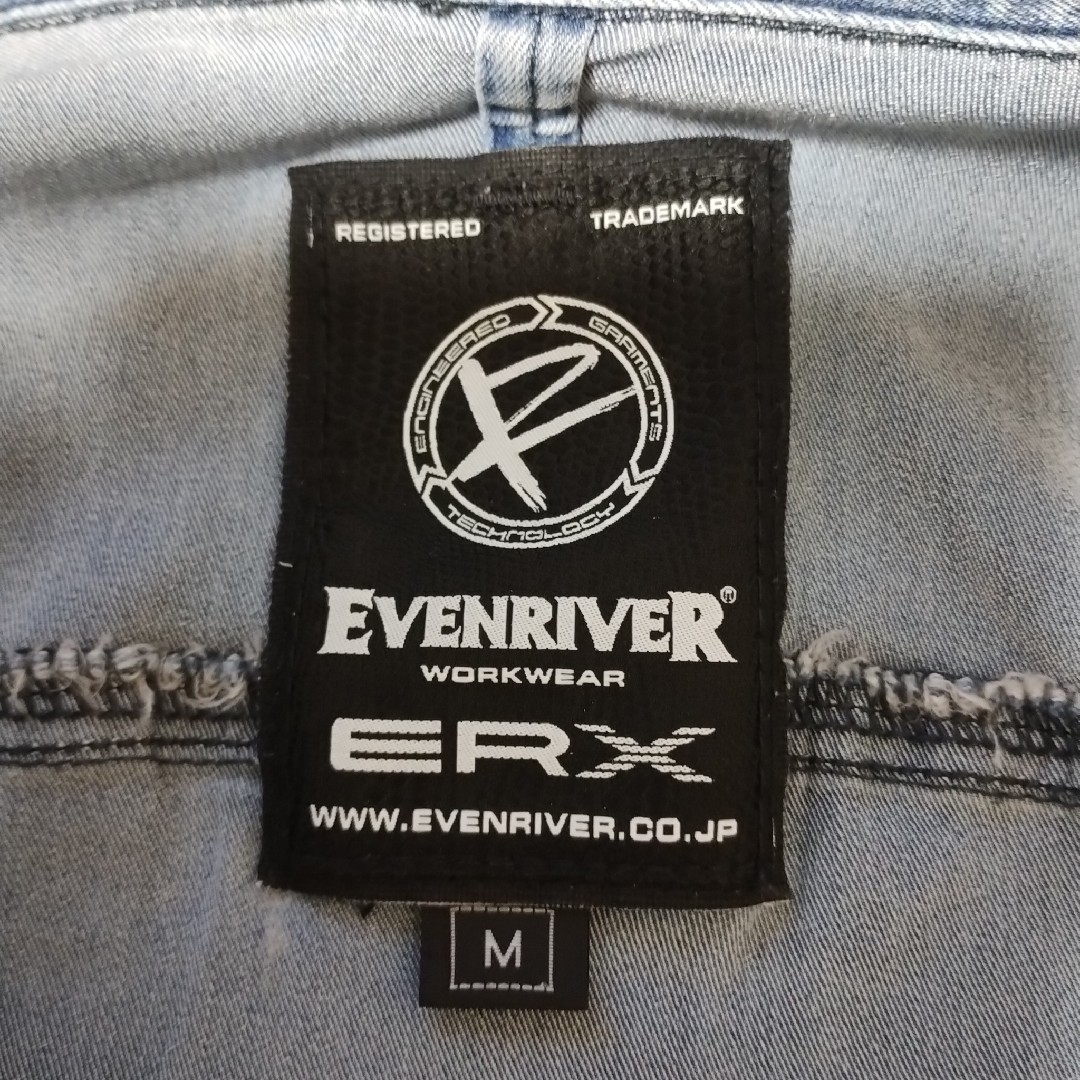 REGISTERED TRADEMARK
ENGINEERED
GARMENTS
TECHNOLOGY
EVENRIVER®
WORKWEAR
ERX
WWW.EVENRIVER.CO.JP
M